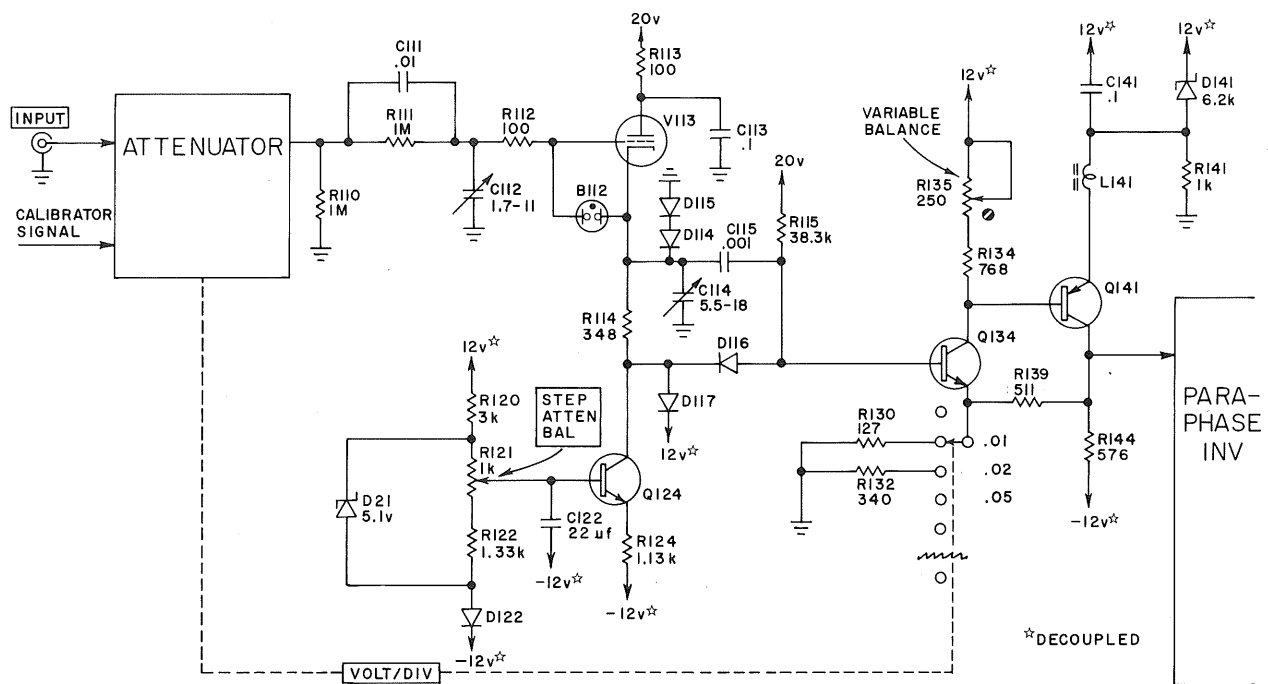 INPUT
CALIBRATOR
SIGNAL
ATTENUATOR
R110
1M
C111
.01
R111
1M
C112
1.7-11
R112
100
B112
20v
R113
100
V113
C113
.1
D115
D114
C115
.001
C114
5.5-18
20v
R115
38.3k
R114
348
D116
D117
12v☆
12v☆
R120
3k
R121
1k
STEP
ATTEN
BAL
D21
5.1v
R122
1.33k
D122
-12v☆
C122
22 µf
-12v☆
Q124
R124
1.13k
-12v☆
VOLT/DIV
12v☆
VARIABLE
BALANCE
R135
250
R134
768
Q134
R130
127
R132
340
.01
.02
.05
R139
511
12v☆
C141
.1
12v☆
D141
6.2k
L141
R141
1k
Q141
R144
576
-12v☆
PARA-
PHASE
INV
☆DECOUPLED